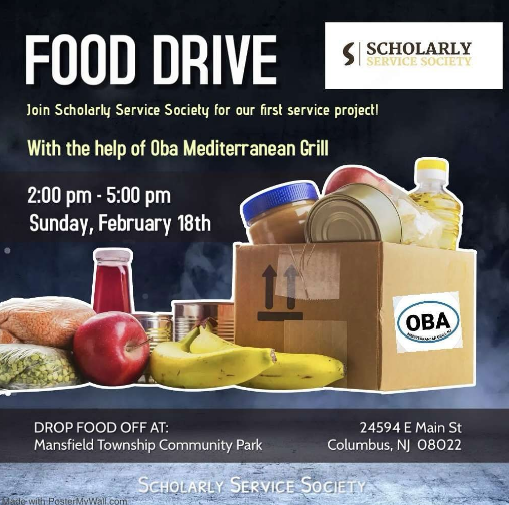 FOOD DRIVE
SCHOLARLY
SERVICE SOCIETY
Join Scholarly Service Society for our first service project!
With the help of Oba Mediterranean Grill
2:00 pm - 5:00 pm
Sunday, February 18th
OBA
DROP FOOD OFF AT:
Mansfield Township Community Park
24594 E Main St
Columbus, NJ 08022
SCHOLARLY SERVICE SOCIETY
Made with PosterMyWall.com